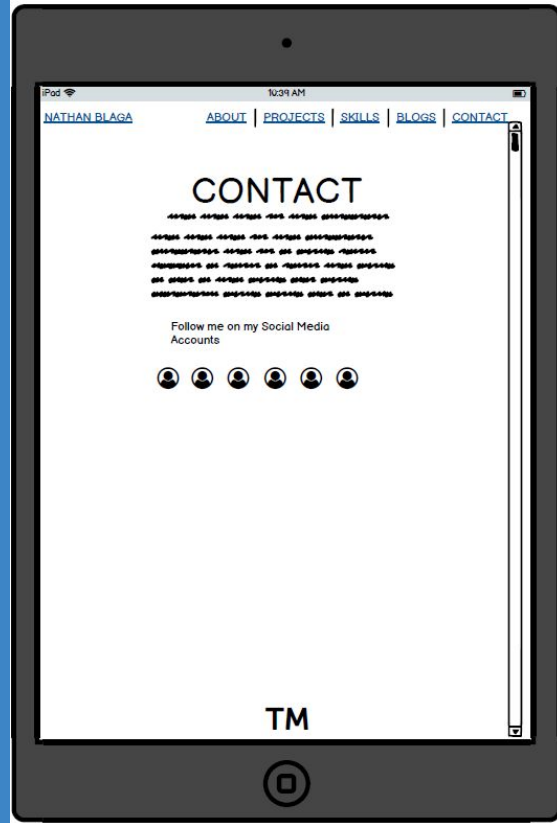 iPad 10:39 AM
NATHAN BLAGA ABOUT PROJECTS SKILLS BLOGS CONTACT
CONTACT
Follow me on my Social Media
Accounts
TM